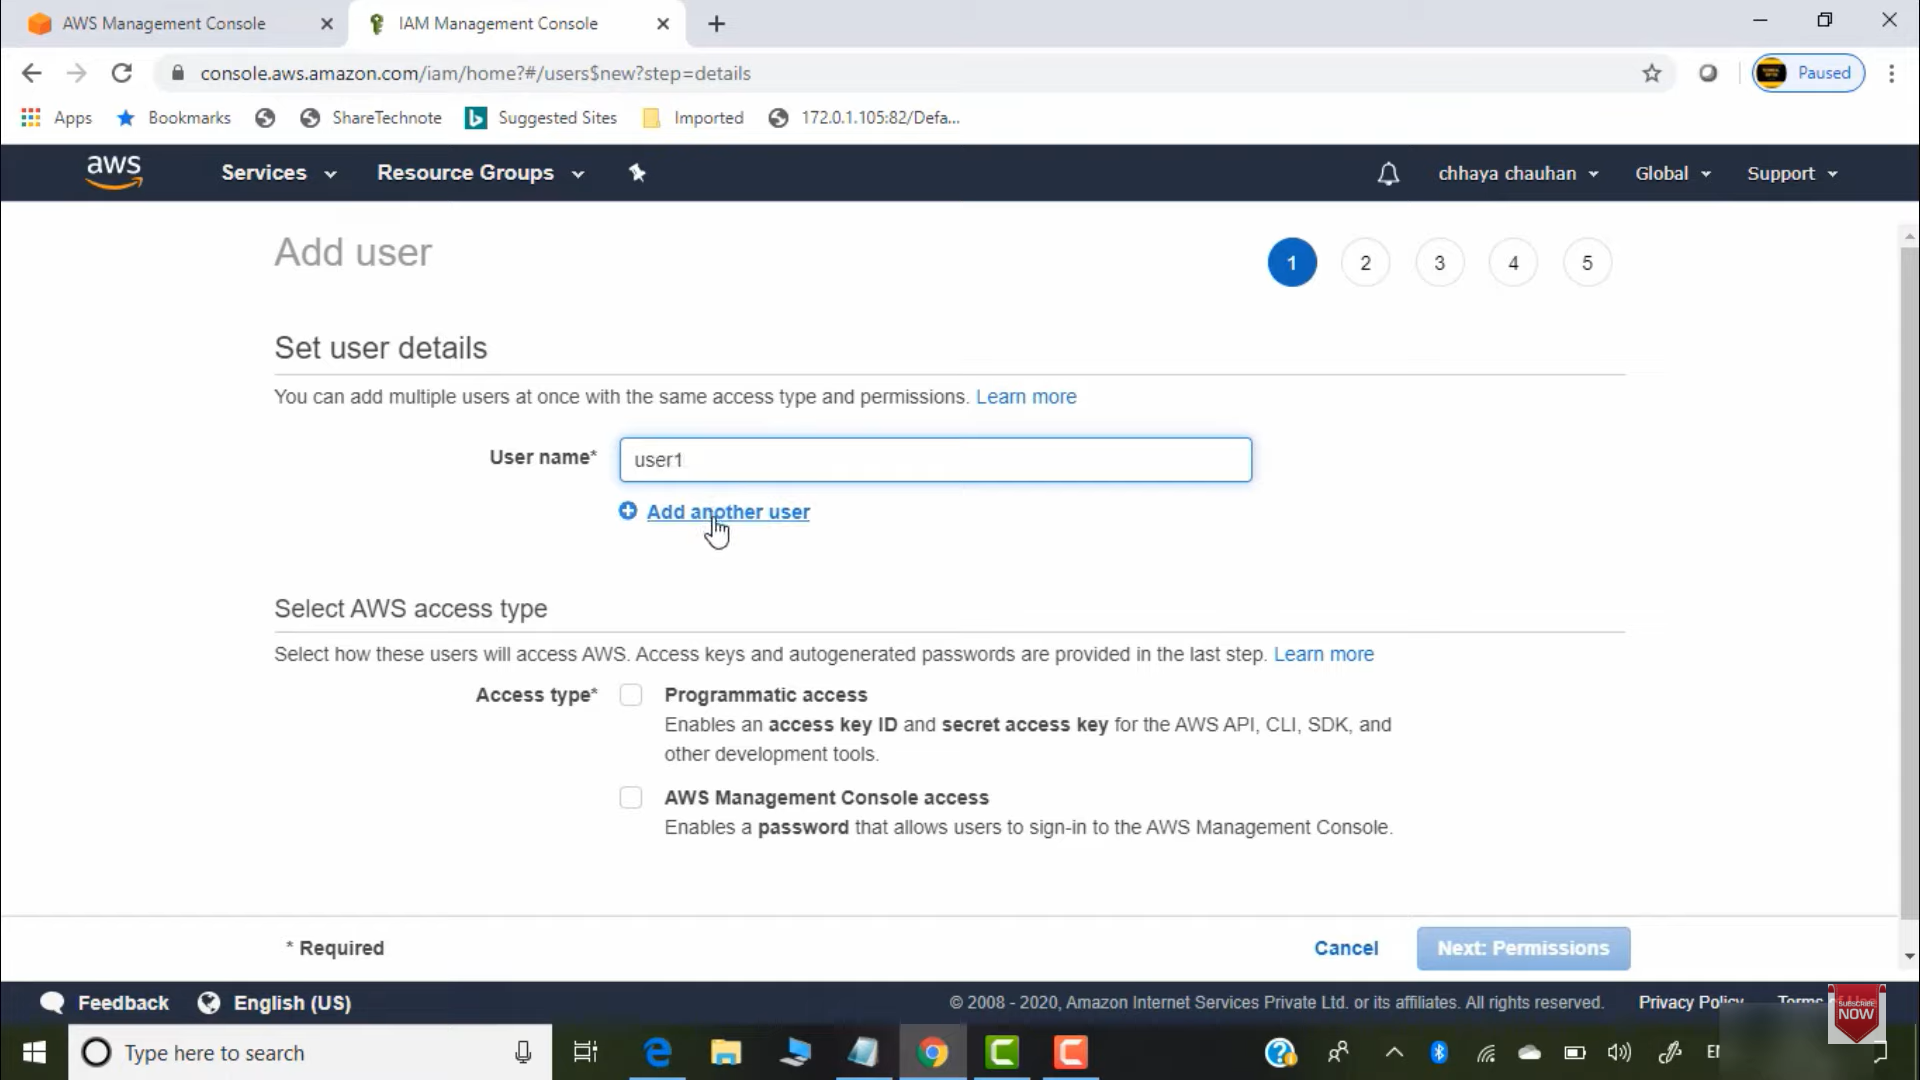 AWS Management Console
IAM Management Console
console.aws.amazon.com/iam/home?#/users$new?step=details
Paused
Apps
Bookmarks
ShareTechnote
Suggested Sites
Imported
172.0.1.105:82/Defa...
aws
Services
Resource Groups
chhaya chauhan
Global
Support
Add user
1 2 3 4 5
Set user details
You can add multiple users at once with the same access type and permissions. Learn more
User name*
user1
Add another user
Select AWS access type
Select how these users will access AWS. Access keys and autogenerated passwords are provided in the last step. Learn more
Access type*
Programmatic access
Enables an access key ID and secret access key for the AWS API, CLI, SDK, and
other development tools.
AWS Management Console access
Enables a password that allows users to sign-in to the AWS Management Console.
* Required
Cancel
Next: Permissions
Feedback
English (US)
© 2008 - 2020, Amazon Internet Services Private Ltd. or its affiliates. All rights reserved.
Privacy Policy
Terms
SUBSCRIBE
NOW
Type here to search